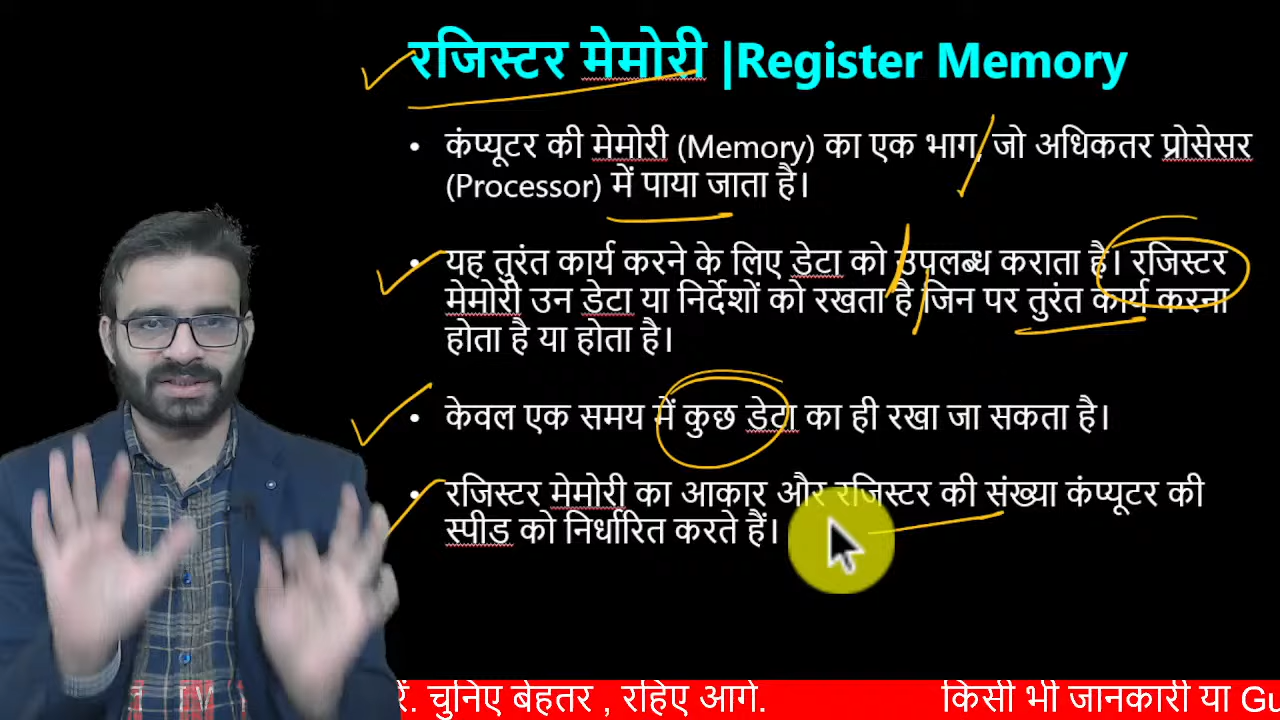 रजिस्टर मेमोरी |Register Memory
• कंप्यूटर की मेमोरी (Memory) का एक भाग, जो अधिकतर प्रोसेसर
(Processor) में पाया जाता है।
• यह तुरंत कार्य करने के लिए डेटा को उपलब्ध कराता है। रजिस्टर
मेमोरी उन डेटा या निर्देशों को रखता है जिन पर तुरंत कार्य करना
होता है या होता है।
• केवल एक समय में कुछ डेटा का ही रखा जा सकता है।
• रजिस्टर मेमोरी का आकार और रजिस्टर की संख्या कंप्यूटर की
स्पीड को निर्धारित करते हैं।
चुनिए बेहतर , रहिए आगे. किसी भी जानकारी या Gu